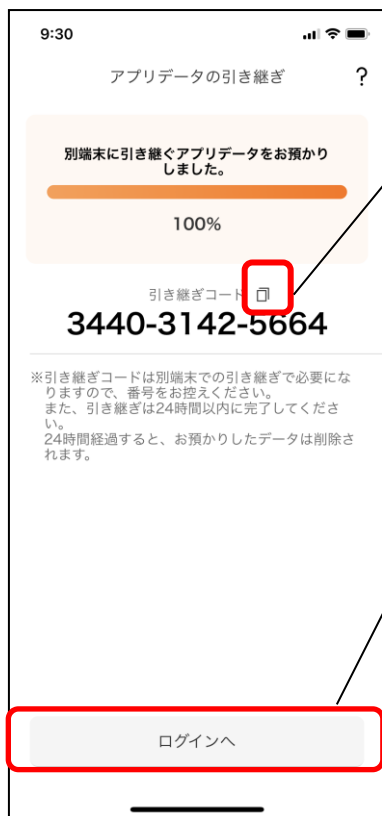 9:30
アプリデータの引き継ぎ ?
別端末に引き継ぐアプリデータをお預かり
しました。
100%
引き継ぎコード
3440-3142-5664
※引き継ぎコードは別端末での引き継ぎで必要にな
りますので、番号をお控えください。
また、引き継ぎは24時間以内に完了してくださ
い。
24時間経過すると、お預かりしたデータは削除さ
れます。
ログインへ